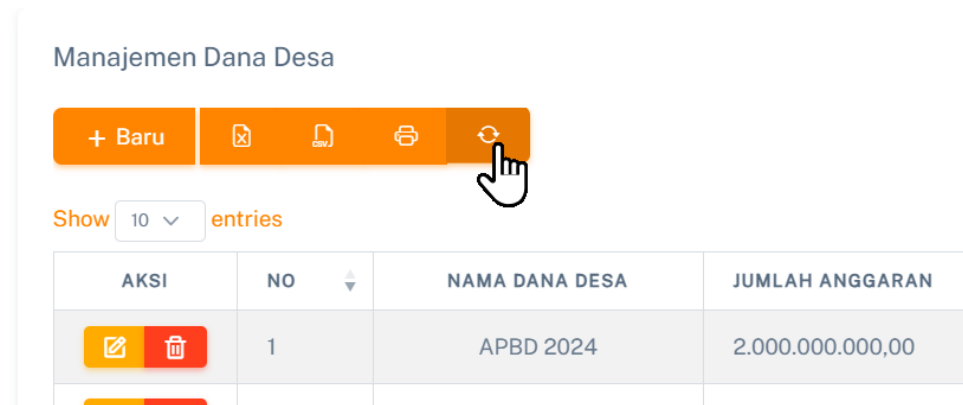 Manajemen Dana Desa
+ Baru CSV
Show 10 entries
AKSI NO NAMA DANA DESA JUMLAH ANGGARAN
1 APBD 2024 2.000.000.000,00